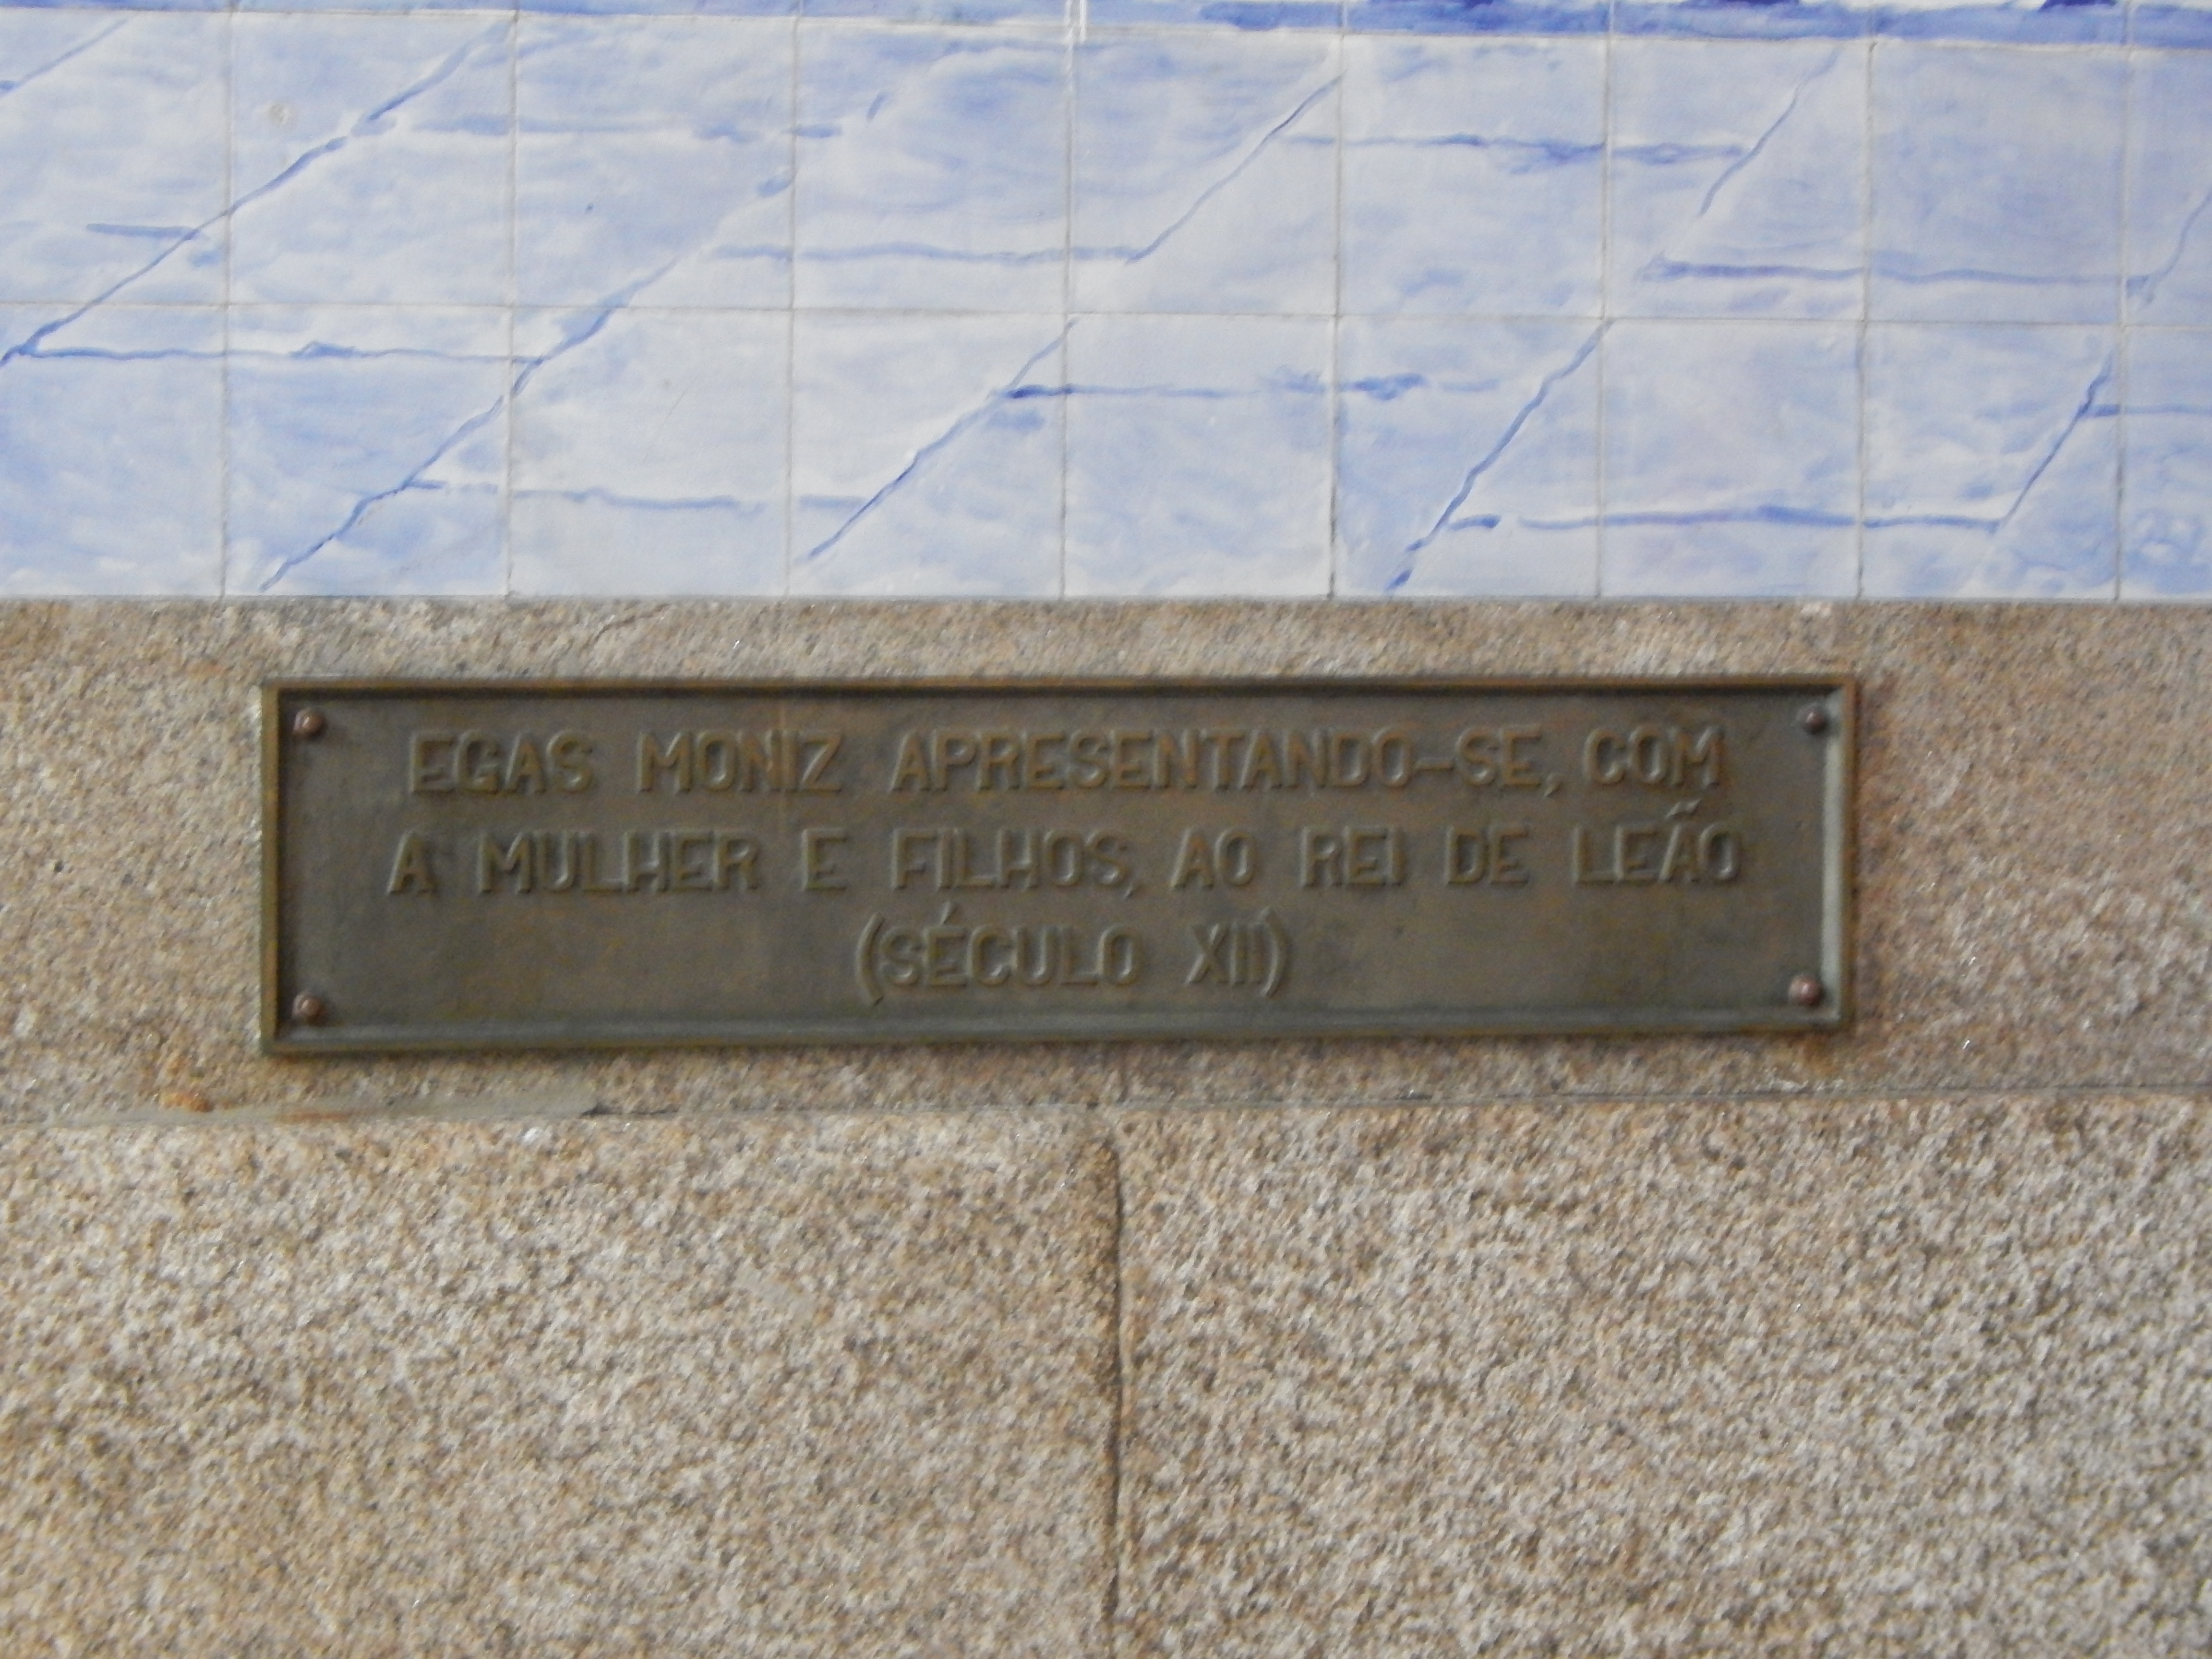 EGAS MONIZ APRESENTANDO-SE, COM
A MULHER E FILHOS, AO REI DE LEÃO
(SÉCULO XII)